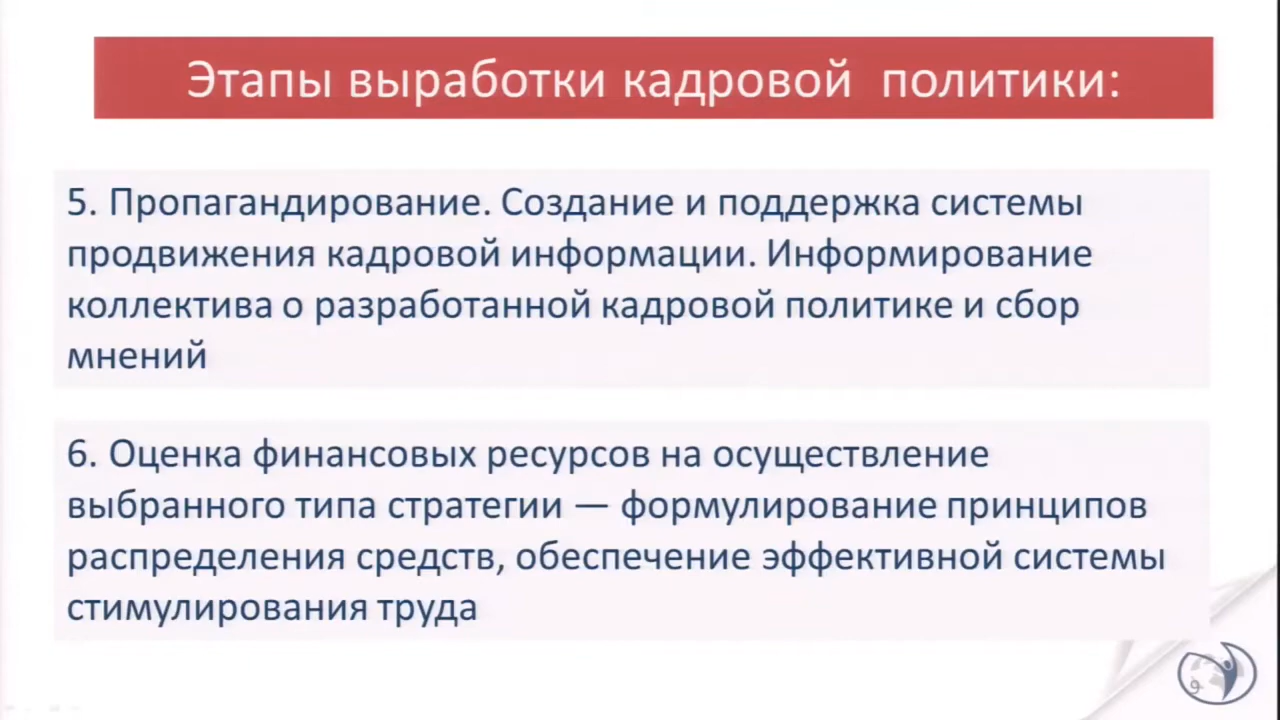 Этапы выработки кадровой политики:
5. Пропагандирование. Создание и поддержка системы
продвижения кадровой информации. Информирование
коллектива о разработанной кадровой политике и сбор
мнений
6. Оценка финансовых ресурсов на осуществление
выбранного типа стратегии — формулирование принципов
распределения средств, обеспечение эффективной системы
стимулирования труда
9